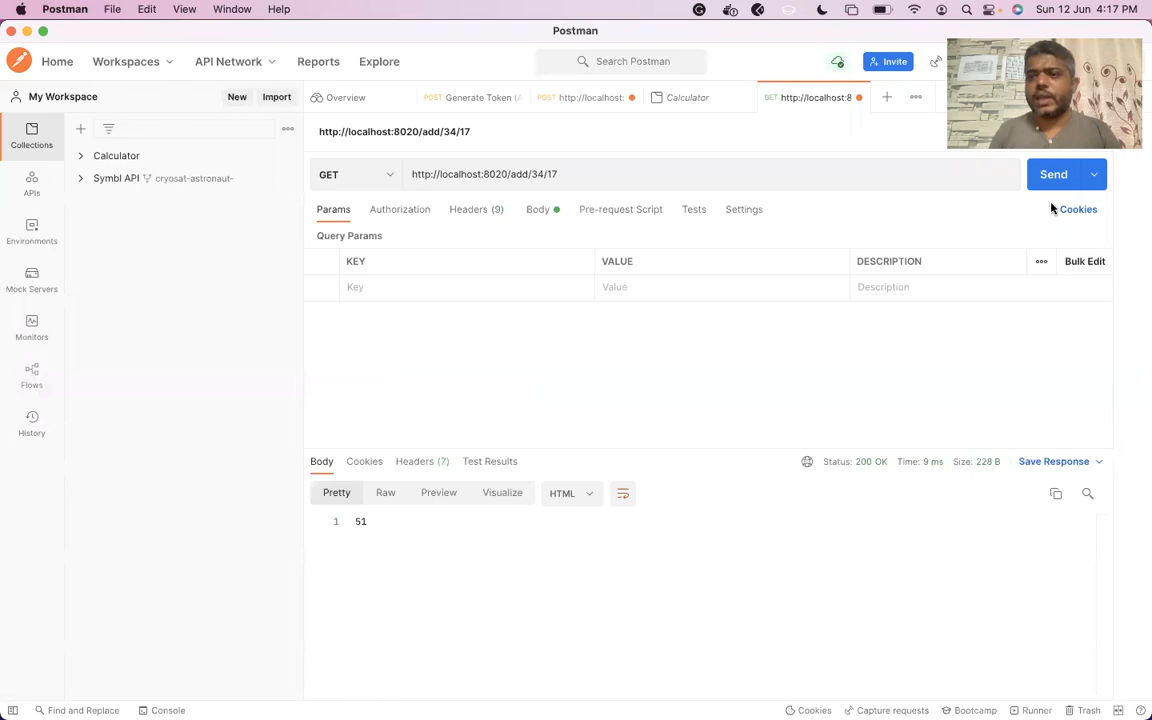 Postman File Edit View Window Help Sun 12 Jun 4:17 PM
Postman
Home Workspaces API Network Reports Explore Search Postman Invite
My Workspace New Import Overview POST Generate Token (A POST http://localhost: Calculator GET http://localhost:8
http://localhost:8020/add/34/17
Collections
Calculator
Symbl API cryosat-astronaut-
APIs
Environments
Mock Servers
Monitors
Flows
History
GET http://localhost:8020/add/34/17 Send
Params Authorization Headers (9) Body Pre-request Script Tests Settings Cookies
Query Params
KEY VALUE DESCRIPTION Bulk Edit
Key Value Description
Body Cookies Headers (7) Test Results Status: 200 OK Time: 9 ms Size: 228 B Save Response
Pretty Raw Preview Visualize HTML
1 51
Find and Replace Console Cookies Capture requests Bootcamp Runner Trash